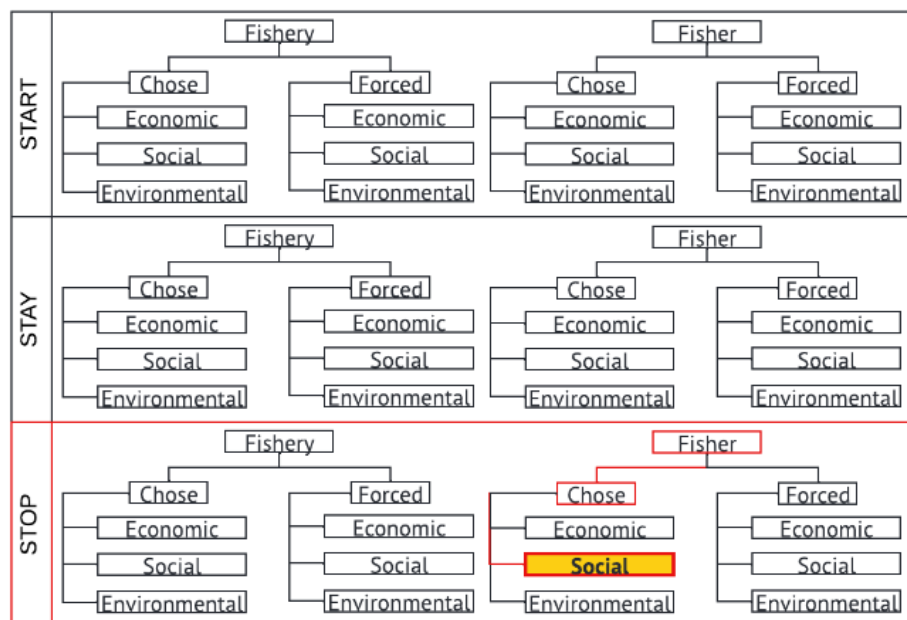 START
Fishery Fisher
Chose Forced Chose Forced
Economic Economic Economic Economic
Social Social Social Social
Environmental Environmental Environmental Environmental
STAY
Fishery Fisher
Chose Forced Chose Forced
Economic Economic Economic Economic
Social Social Social Social
Environmental Environmental Environmental Environmental
STOP
Fishery Fisher
Chose Forced Chose Forced
Economic Economic Economic Economic
Social Social Social Social
Environmental Environmental Environmental Environmental